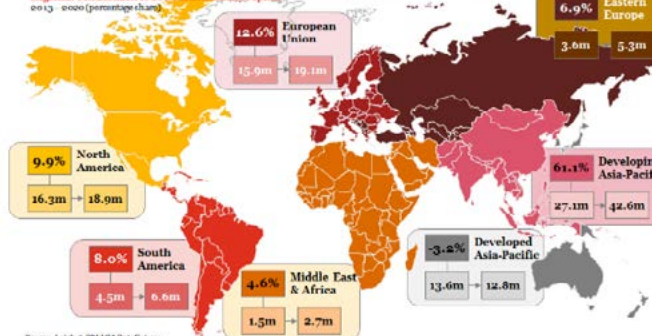 2013 - 2020 (percentage share)
12.6% European Union
15.9m 19.1m
6.9% Eastern Europe
3.6m 5.3m
9.9% North America
16.3m 18.9m
61.1% Developing Asia-Pacific
27.1m 42.6m
8.0% South America
4.5m 6.6m
-3.2% Developed Asia-Pacific
13.6m 12.8m
4.6% Middle East & Africa
1.5m 2.7m